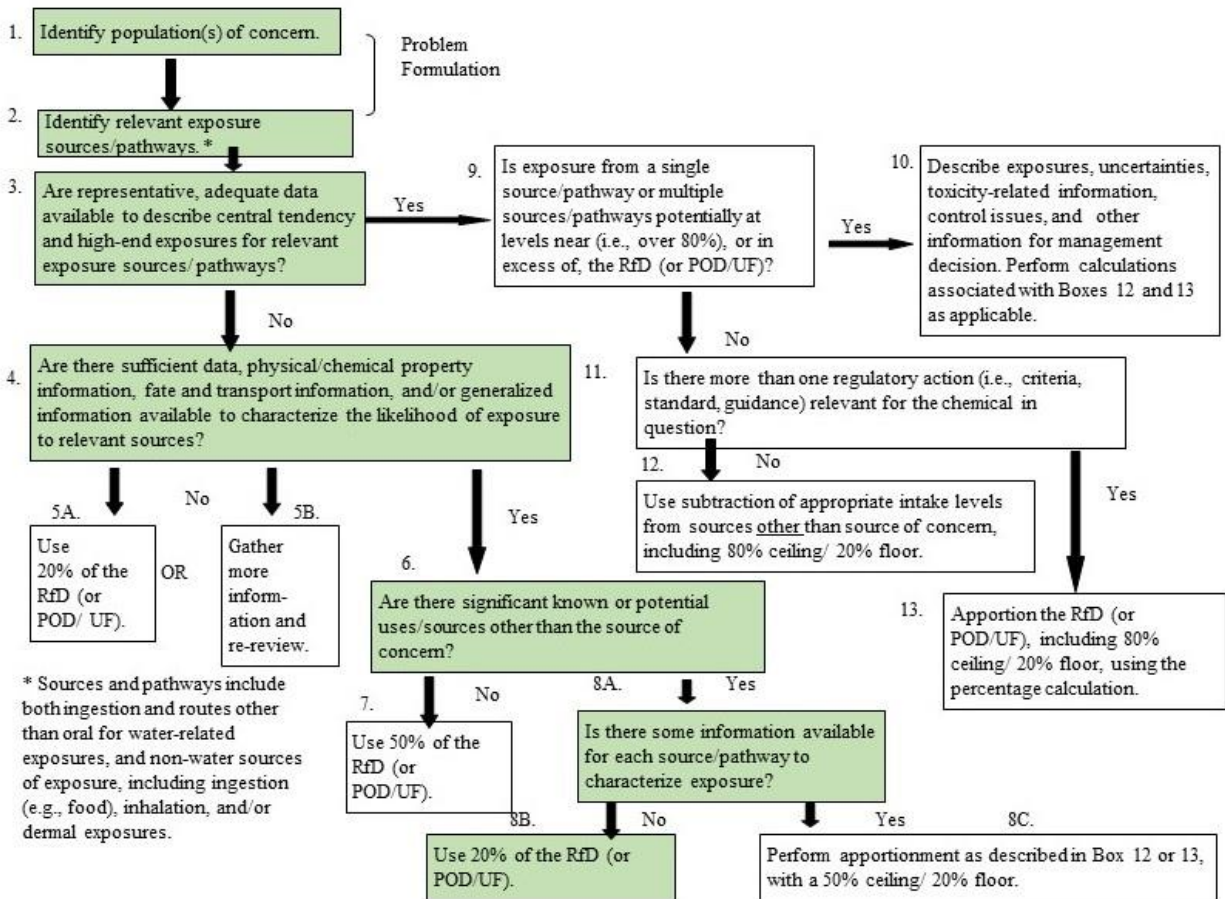 1.
Identify population(s) of concern.
Problem
Formulation
2.
Identify relevant exposure
sources/pathways. *
3.
Are representative, adequate data
available to describe central tendency
and high-end exposures for relevant
exposure sources/ pathways?
Yes
9.
Is exposure from a single
source/pathway or multiple
sources/pathways potentially at
levels near (i.e., over 80%), or in
excess of, the RfD (or POD/UF)?
Yes
10.
Describe exposures, uncertainties,
toxicity-related information,
control issues, and other
information for management
decision. Perform calculations
associated with Boxes 12 and 13
as applicable.
No
No
4.
Are there sufficient data, physical/chemical property
information, fate and transport information, and/or generalized
information available to characterize the likelihood of exposure
to relevant sources?
11.
Is there more than one regulatory action (i.e., criteria,
standard, guidance) relevant for the chemical in
question?
No
12.
Use subtraction of appropriate intake levels
from sources other than source of concern,
including 80% ceiling/ 20% floor.
Yes
13.
Apportion the RfD (or
POD/UF), including 80%
ceiling/ 20% floor, using the
percentage calculation.
No
5A.
Use
20% of the
RfD (or
POD/ UF).
OR
5B.
Gather
more
inform-
ation and
re-review.
Yes
6.
Are there significant known or potential
uses/sources other than the source of
concern?
No
7.
Use 50% of the
RfD (or
POD/UF).
8A.
Yes
Is there some information available
for each source/pathway to
characterize exposure?
8B.
No
Use 20% of the RfD (or
POD/UF).
Yes
8C.
Perform apportionment as described in Box 12 or 13,
with a 50% ceiling/ 20% floor.
* Sources and pathways include
both ingestion and routes other
than oral for water-related
exposures, and non-water sources
of exposure, including ingestion
(e.g., food), inhalation, and/or
dermal exposures.